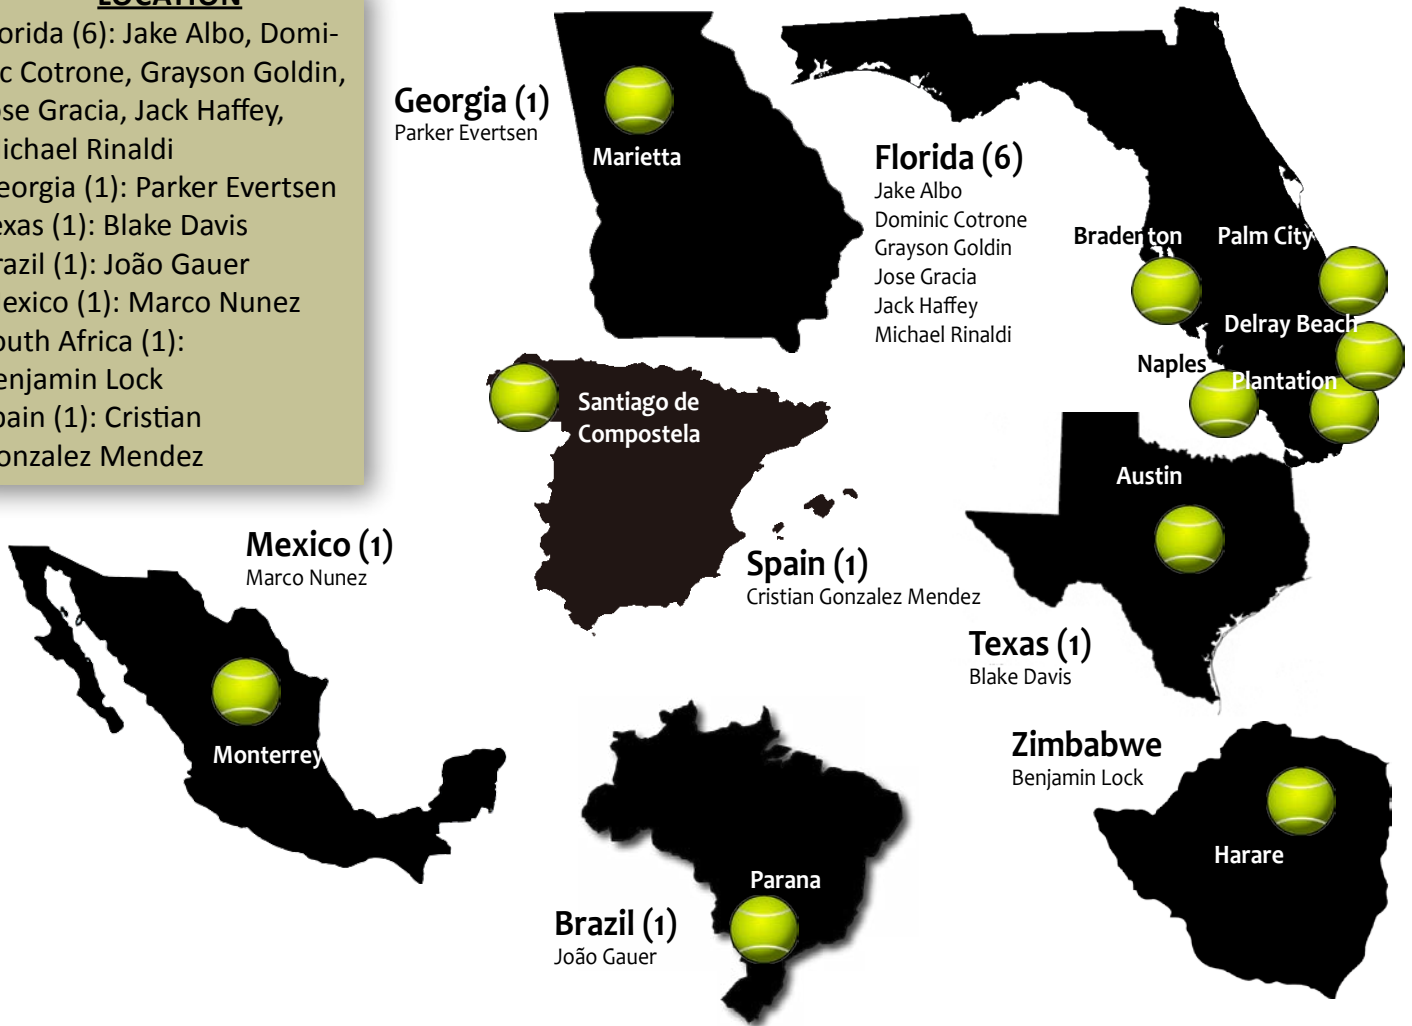 LOCATION
orida (6): Jake Albo, Domi-
ic Cotrone, Grayson Goldin,
ose Gracia, Jack Haffey,
ichael Rinaldi
eorgia (1): Parker Evertsen
exas (1): Blake Davis
razil (1): João Gauer
exico (1): Marco Nunez
outh Africa (1):
enjamin Lock
pain (1): Cristian
onzalez Mendez
Georgia (1)
Parker Evertsen
Marietta
Florida (6)
Jake Albo
Dominic Cotrone
Grayson Goldin
Jose Gracia
Jack Haffey
Michael Rinaldi
Bradenton
Palm City
Delray Beach
Naples
Plantation
Santiago de
Compostela
Spain (1)
Cristian Gonzalez Mendez
Austin
Texas (1)
Blake Davis
Mexico (1)
Marco Nunez
Monterrey
Parana
Brazil (1)
João Gauer
Zimbabwe
Benjamin Lock
Harare